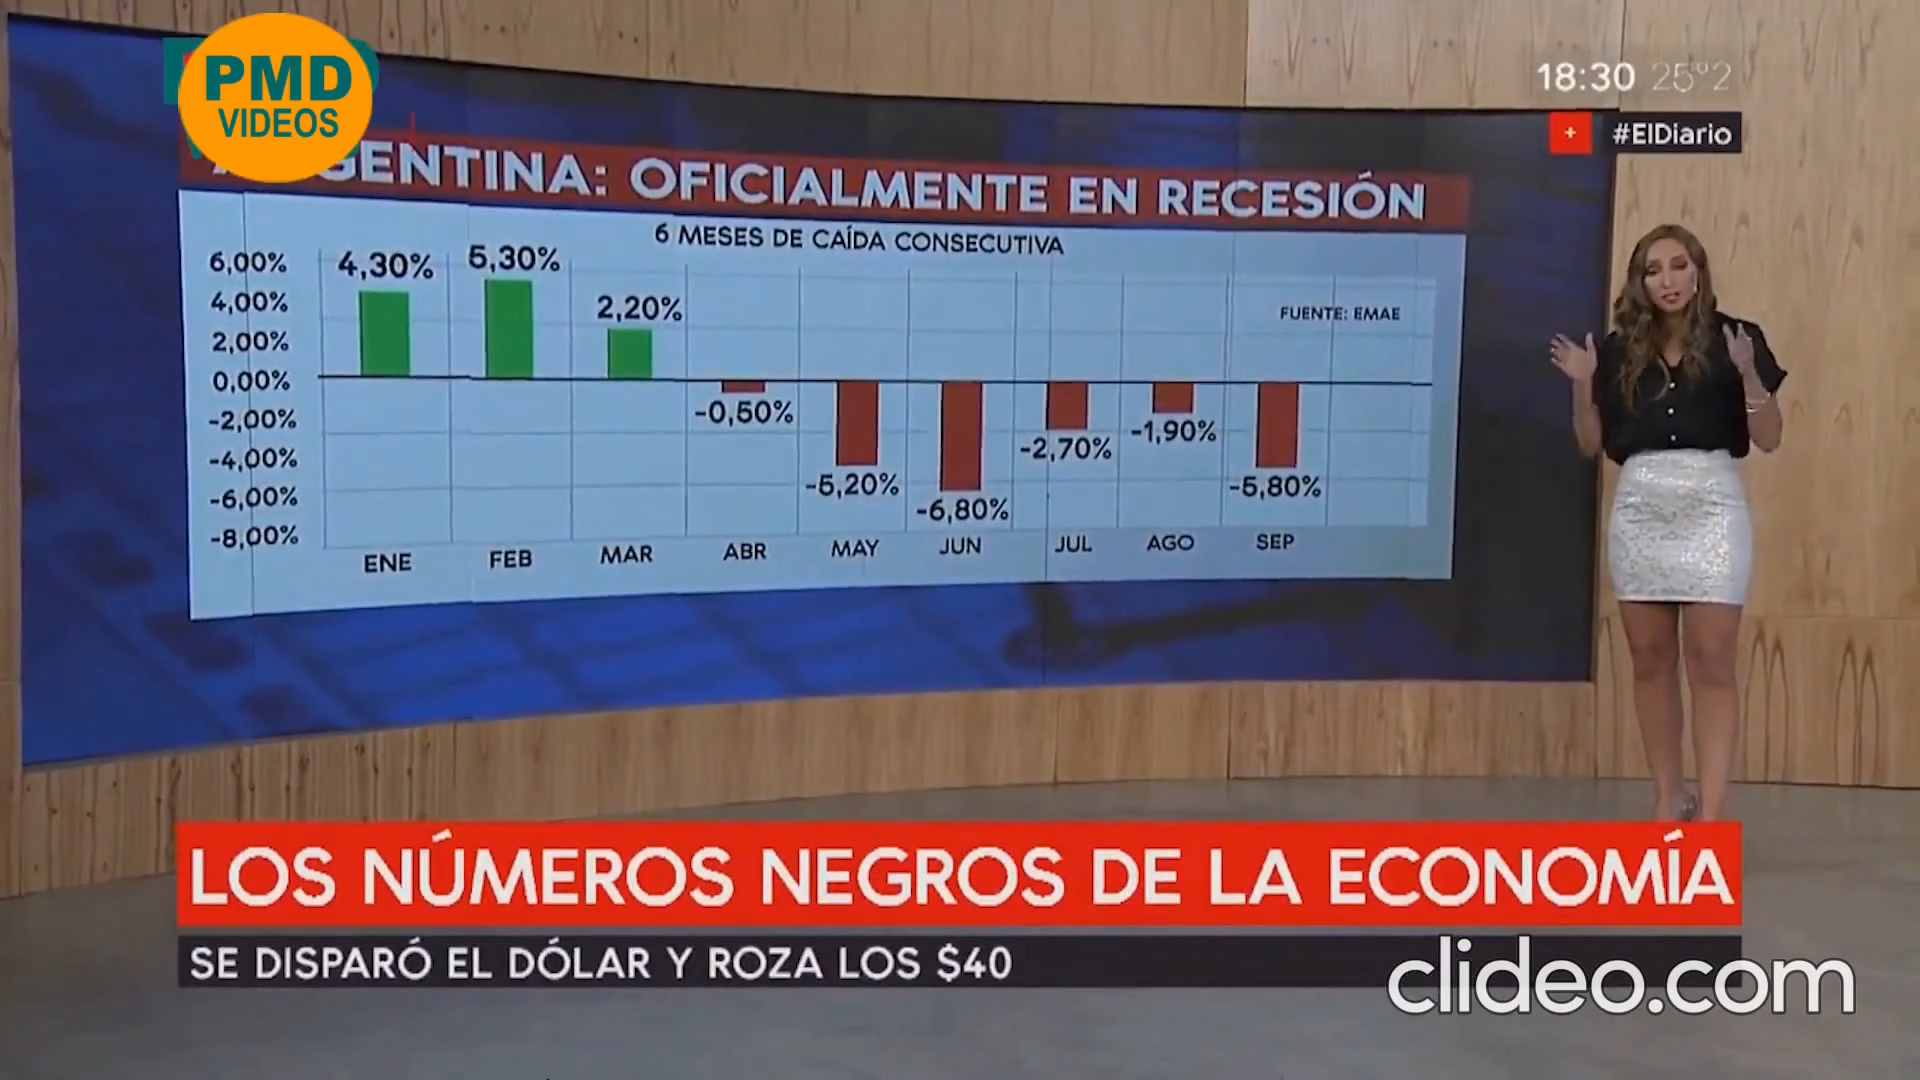 PMD
VIDEOS
18:30 25º2
+ #ElDiario
GENTINA: OFICIALMENTE EN RECESIÓN
6 MESES DE CAÍDA CONSECUTIVA
FUENTE: EMAE
6,00%
4,00%
2,00%
0,00%
-2,00%
-4,00%
-6,00%
-8,00%
4,30% 5,30% 2,20% -0,50% -5,20% -6,80% -2,70% -1,90% -5,80%
ENE FEB MAR ABR MAY JUN JUL AGO SEP
LOS NÚMEROS NEGROS DE LA ECONOMÍA
SE DISPARÓ EL DÓLAR Y ROZA LOS $40
clideo.com